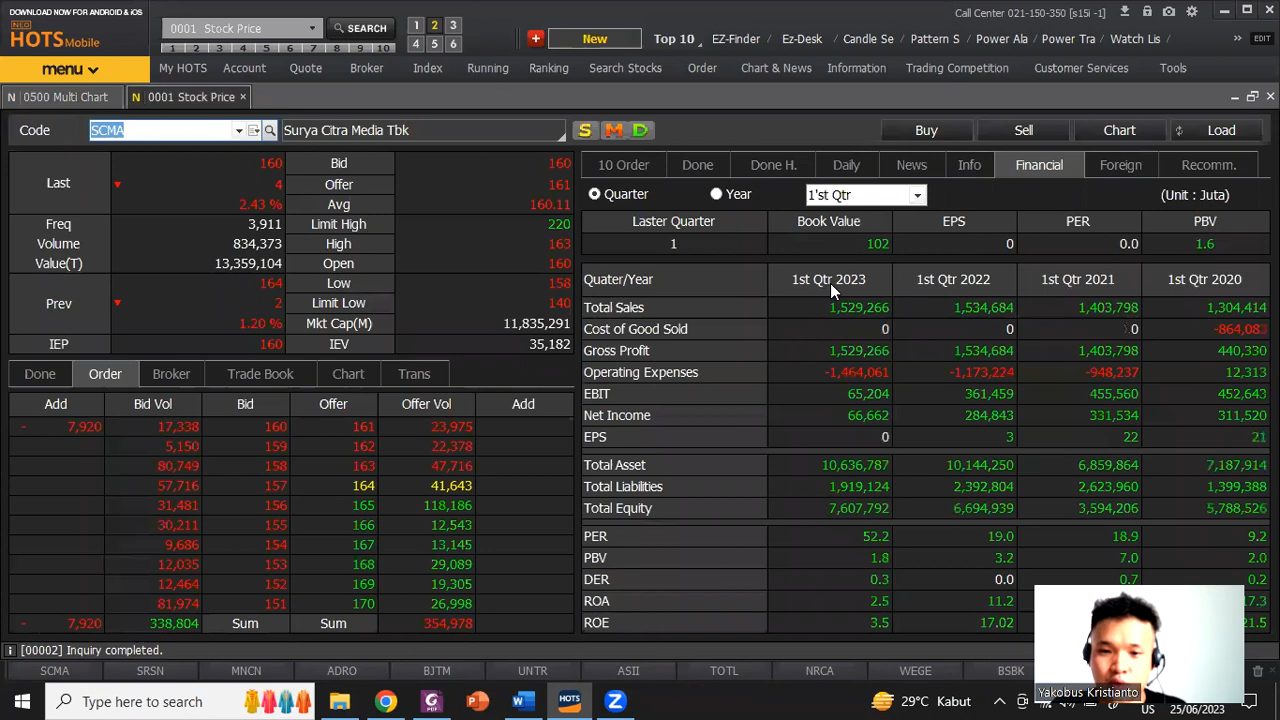 DOWNLOAD NOW FOR ANDROID & iOS
NEO
HOTS Mobile
menu
0001 Stock Price
SEARCH
1 2 3 4 5 6 7 8 9 10
1 2 3
4 5 6
New
Top 10
EZ-Finder
Ez-Desk
Candle Se
Pattern S
Power Ala
Power Tra
Watch Lis
EDIT
Call Center 021-150-350 [s15i -1]
My HOTS Account Quote Broker Index Running Ranking Search Stocks Order Chart & News Information Trading Competition Customer Services Tools
N 0500 Multi Chart
N 0001 Stock Price ×
Code SCMA Surya Citra Media Tbk S M D Buy Sell Chart Load
Last 160 Bid 160
4 Offer 161
2.43 % Avg 160.11
Freq 3,911 Limit High 220
Volume 834,373 High 163
Value(T) 13,359,104 Open 160
Prev 164 Low 158
2 Limit Low 140
1.20 % Mkt Cap(M) 11,835,291
IEP 160 IEV 35,182
Done Order Broker Trade Book Chart Trans
Add Bid Vol Bid Offer Offer Vol Add
- 7,920 17,338 160 161 23,975
5,150 159 162 22,378
80,749 158 163 47,716
57,716 157 164 41,643
31,481 156 165 118,186
30,211 155 166 12,543
9,686 154 167 13,145
12,035 153 168 29,089
12,464 152 169 19,305
81,974 151 170 26,998
- 7,920 338,804 Sum Sum 354,978
10 Order Done Done H. Daily News Info Financial Foreign Recomm.
Quarter Year 1'st Qtr (Unit : Juta)
Laster Quarter Book Value EPS PER PBV
1 102 0 0.0 1.6
Quater/Year 1st Qtr 2023 1st Qtr 2022 1st Qtr 2021 1st Qtr 2020
Total Sales 1,529,266 1,534,684 1,403,798 1,304,414
Cost of Good Sold 0 0 0 -864,083
Gross Profit 1,529,266 1,534,684 1,403,798 440,330
Operating Expenses -1,464,061 -1,173,224 -948,237 12,313
EBIT 65,204 361,459 455,560 452,643
Net Income 66,662 284,843 331,534 311,520
EPS 0 3 22 21
Total Asset 10,636,787 10,144,250 6,859,864 7,187,914
Total Liabilities 1,919,124 2,392,804 2,623,960 1,399,388
Total Equity 7,607,792 6,694,939 3,594,206 5,788,526
PER 52.2 19.0 18.9 9.2
PBV 1.8 3.2 7.0 2.0
DER 0.3 0.0 0.7 0.2
ROA 2.5 11.2 17.3
ROE 3.5 17.02 21.5
Yakobus Kristianto
[00002] Inquiry completed.
SCMA SRSN MNCN ADRO BJTM UNTR ASII TOTL NRCA WEGE BSBK
Type here to search
HOTS
29°C Kabut
US
25/06/2023